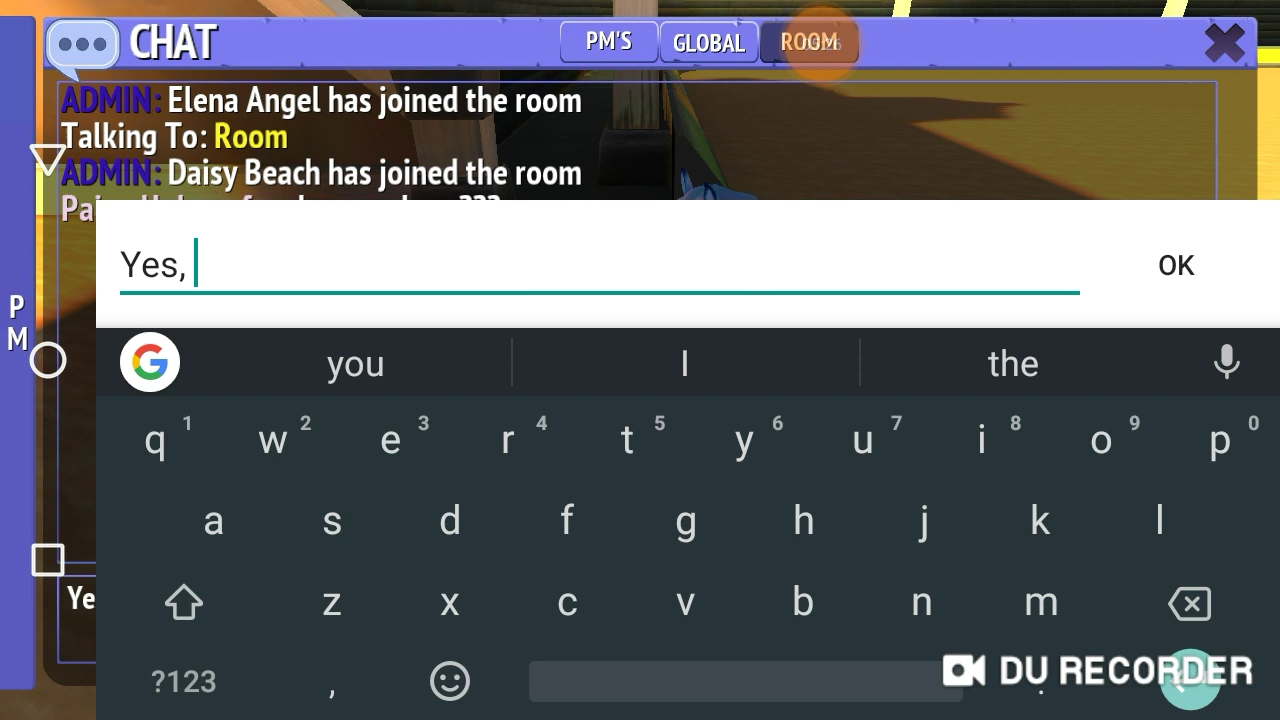 CHAT
PM'S
GLOBAL
ROOM
ADMIN: Elena Angel has joined the room
Talking To: Room
ADMIN: Daisy Beach has joined the room
P
M
Yes,
OK
you
I
the
q 1 w 2 e 3 r 4 t 5 y 6 u 7 i 8 o 9 p 0
a s d f g h j k l
Ye
z x c v b n m
?123 , .
DU RECORDER